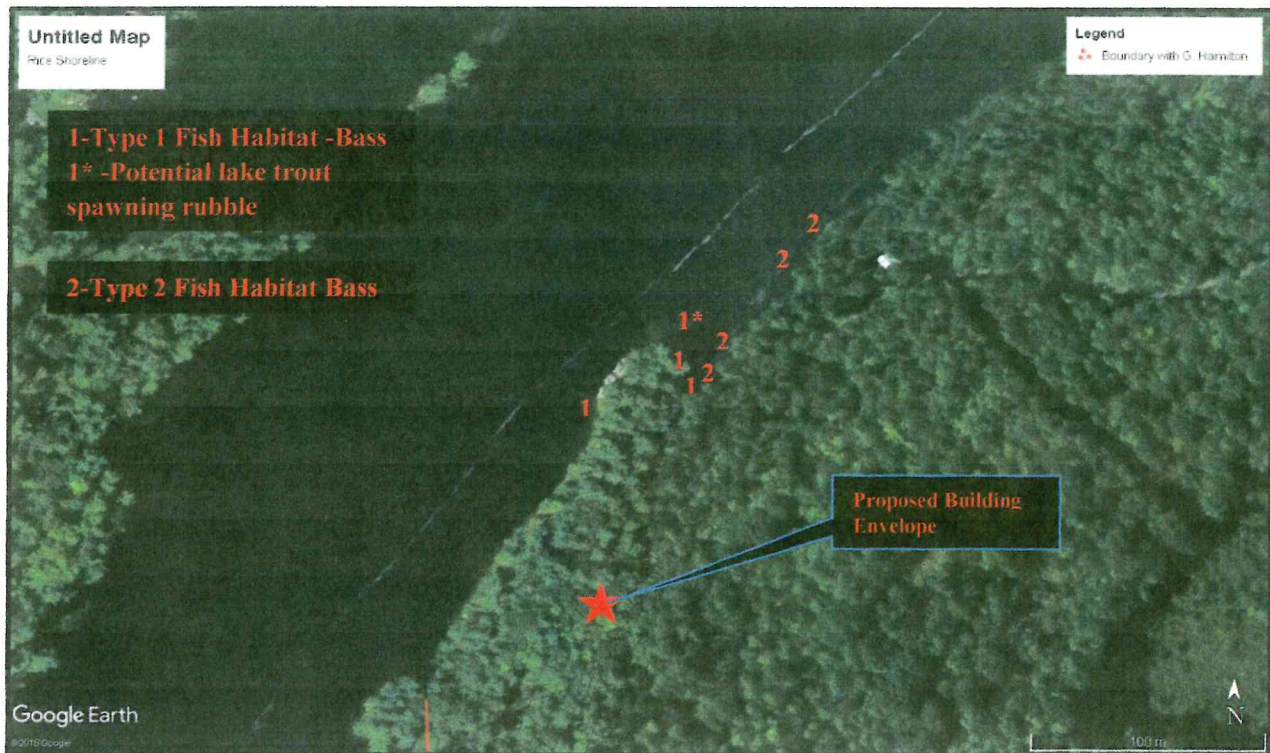 Untitled Map
Rice Shoreline
Legend
Boundary with G. Hamilton
1-Type 1 Fish Habitat -Bass
1* -Potential lake trout
spawning rubble
2-Type 2 Fish Habitat Bass
2
2
1*
2
1
2
1
1
Proposed Building
Envelope
Google Earth
©2018 Google
N
100 m